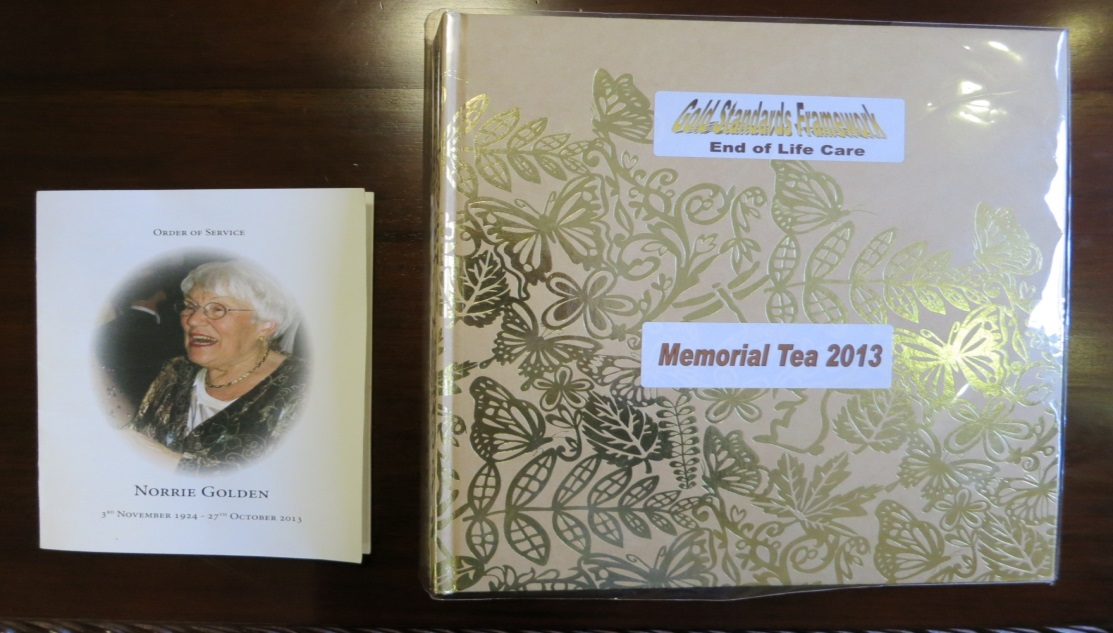 Order of Service
Norrie Golden
3RD November 1924 - 27TH October 2013
Gold Standards Framework
End of Life Care
Memorial Tea 2013